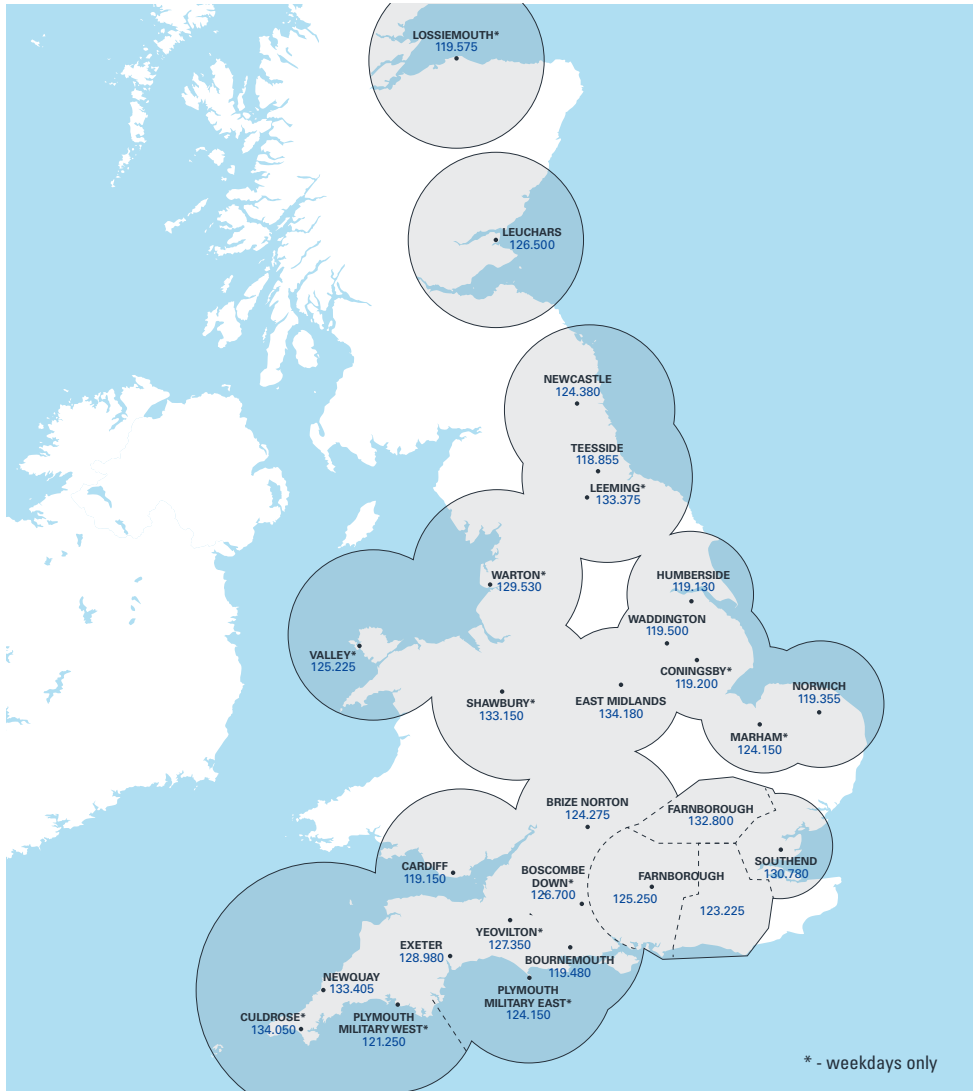 LOSSIEMOUTH*
119.575
LEUCHARS
126.500
NEWCASTLE
124.380
TEESSIDE
118.855
LEEMING*
133.375
WARTON*
129.530
HUMBERSIDE
119.130
WADDINGTON
119.500
VALLEY*
125.225
CONINGSBY*
119.200
SHAWBURY*
133.150
EAST MIDLANDS
134.180
NORWICH
119.355
MARHAM*
124.150
BRIZE NORTON
124.275
FARNBOROUGH
132.800
CARDIFF
119.150
BOSCOMBE
DOWN*
126.700
FARNBOROUGH
125.250
123.225
SOUTHEND
130.780
YEOVILTON*
127.350
EXETER
128.980
BOURNEMOUTH
119.480
NEWQUAY
133.405
PLYMOUTH
MILITARY EAST*
124.150
CULDROSE*
134.050
PLYMOUTH
MILITARY WEST*
121.250
* - weekdays only